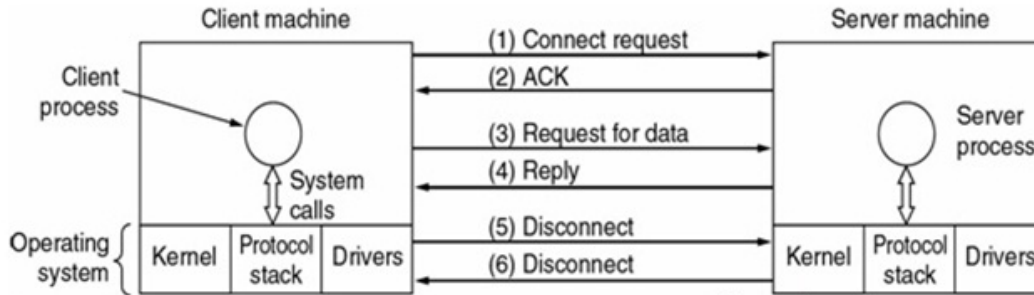 Client machine
Server machine
(1) Connect request
(2) ACK
Client
process
(3) Request for data
Server
process
(4) Reply
System
calls
(5) Disconnect
Operating
system
Kernel
Protocol
stack
Drivers
(6) Disconnect
Kernel
Protocol
stack
Drivers